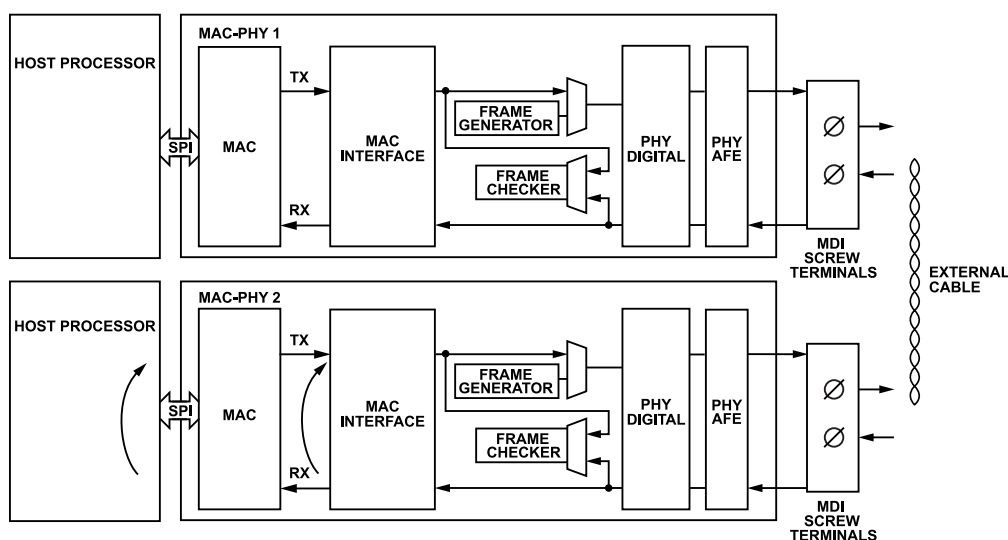 HOST PROCESSOR
MAC-PHY 1
SPI
MAC
TX
RX
MAC
INTERFACE
FRAME
GENERATOR
FRAME
CHECKER
PHY
DIGITAL
PHY
AFE
MDI
SCREW
TERMINALS
EXTERNAL
CABLE
HOST PROCESSOR
MAC-PHY 2
SPI
MAC
TX
RX
MAC
INTERFACE
FRAME
GENERATOR
FRAME
CHECKER
PHY
DIGITAL
PHY
AFE
MDI
SCREW
TERMINALS